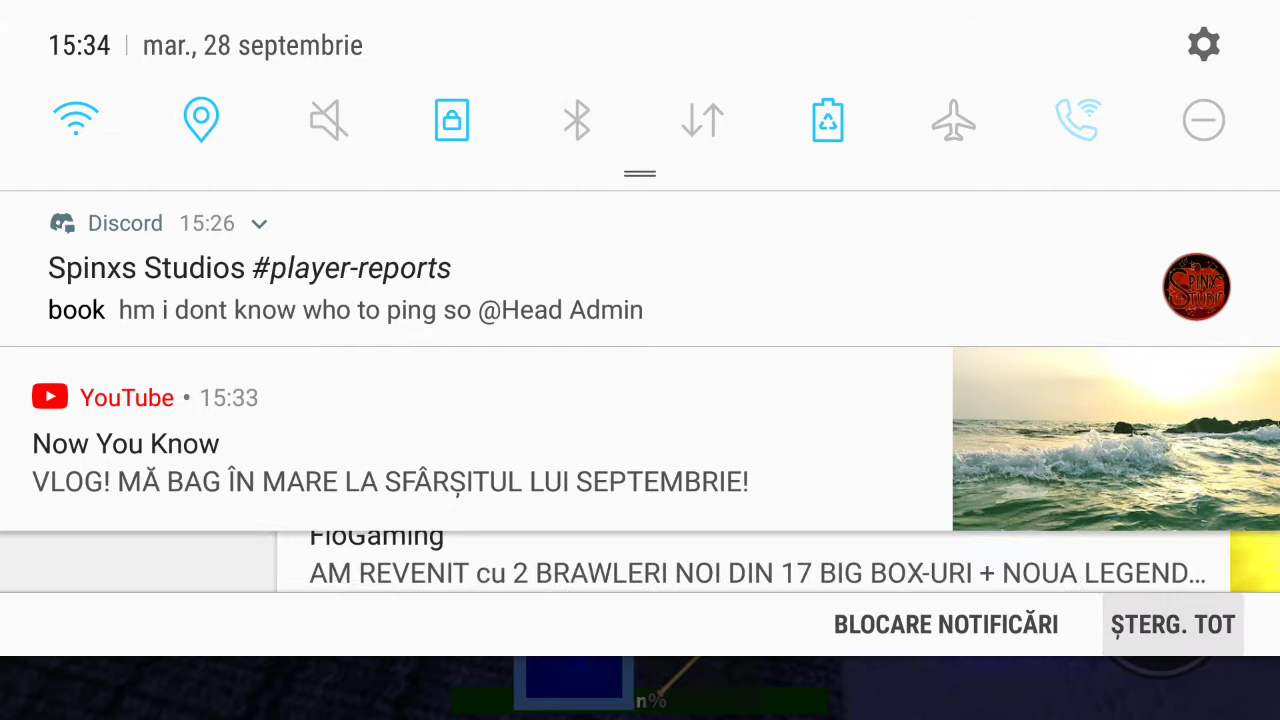 15:34 mar., 28 septembrie
Discord 15:26
Spinxs Studios #player-reports
book hm i dont know who to ping so @Head Admin
SPINXS
STUDIO
YouTube • 15:33
Now You Know
VLOG! MĂ BAG ÎN MARE LA SFÂRȘITUL LUI SEPTEMBRIE!
FloGaming
AM REVENIT cu 2 BRAWLERI NOI DIN 17 BIG BOX-URI + NOUA LEGEND...
BLOCARE NOTIFICĂRI ȘTERG. TOT
n%